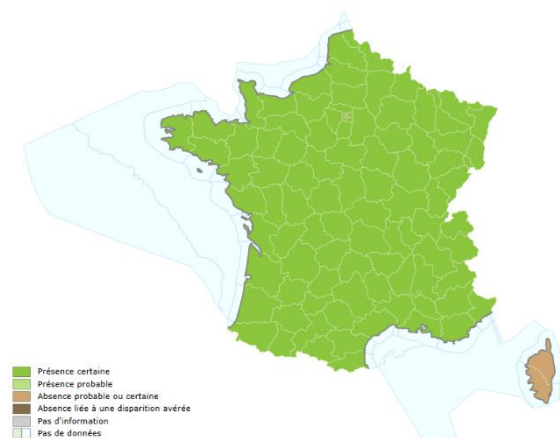 Présence certaine
Présence probable
Absence probable ou certaine
Absence liée à une disparition avérée
Pas d'information
Pas de données